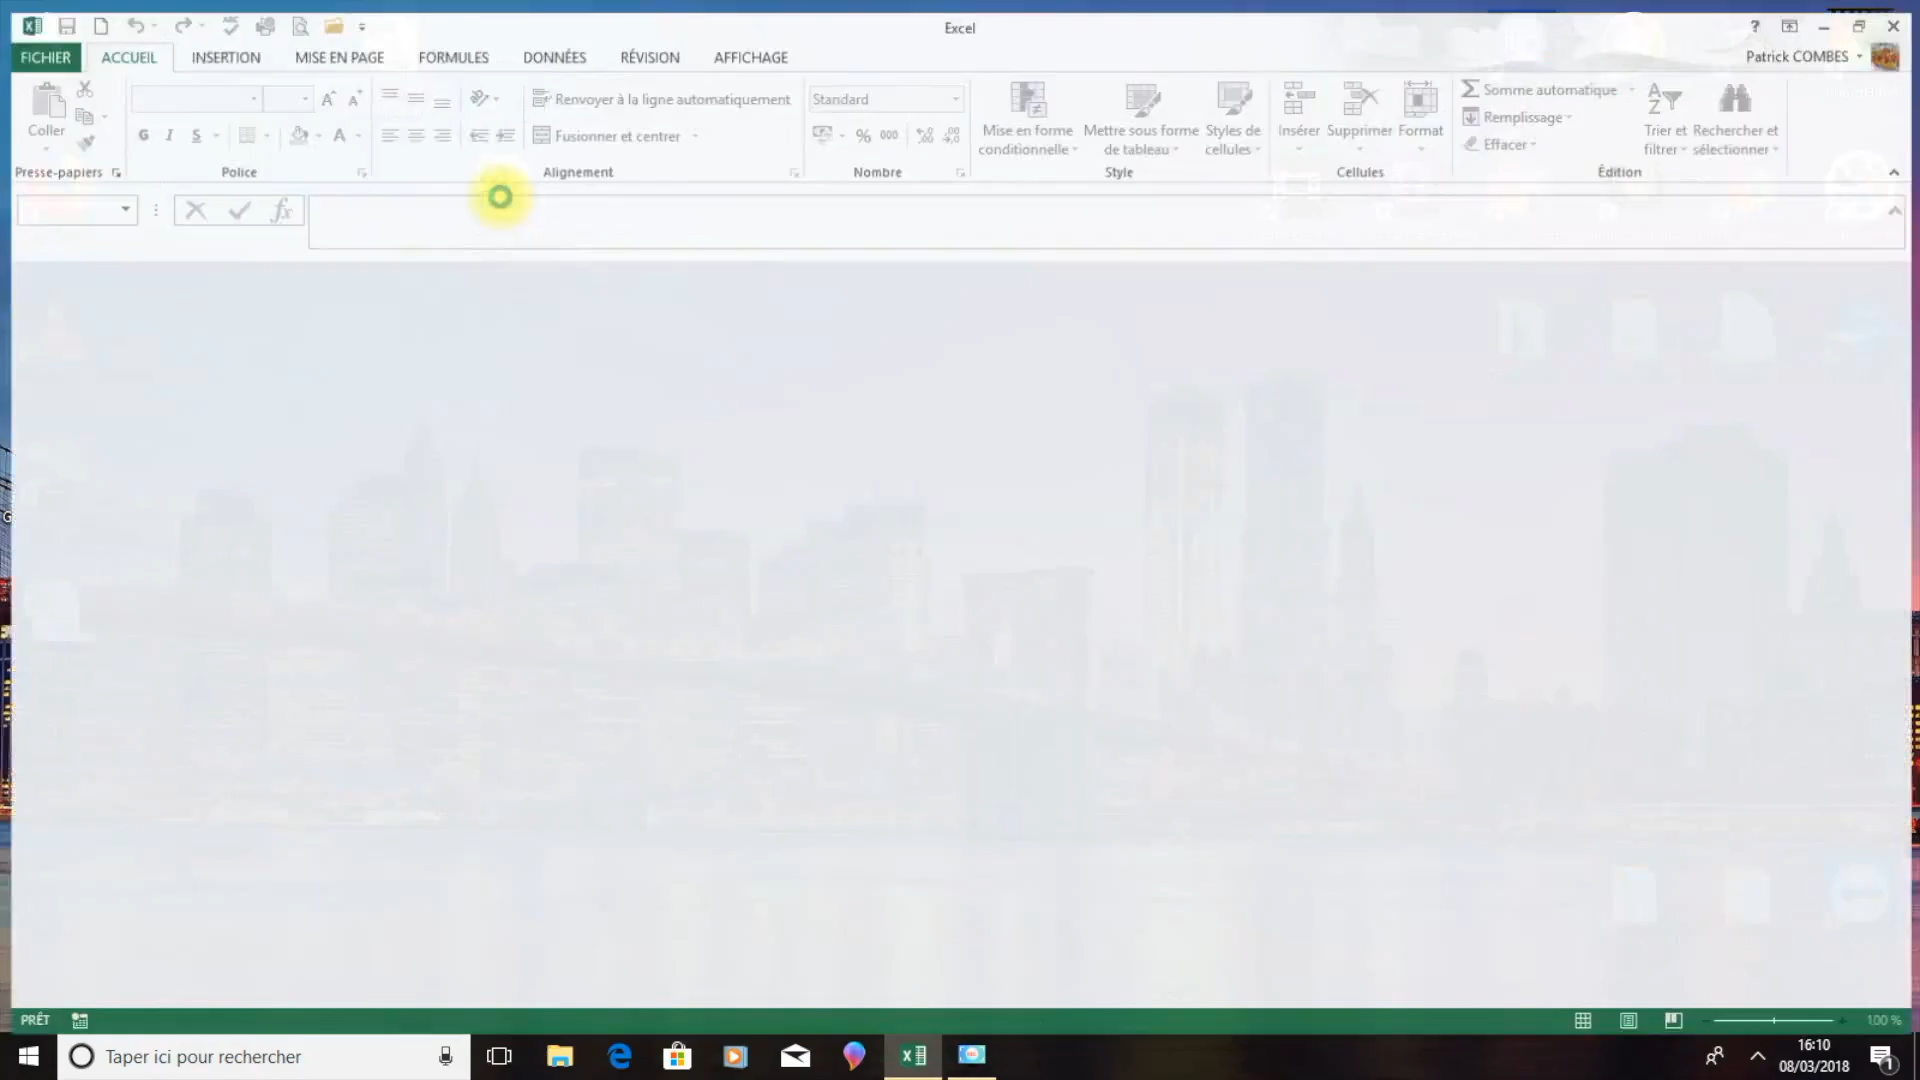 Excel
Patrick COMBES
FICHIER ACCUEIL INSERTION MISE EN PAGE FORMULES DONNÉES RÉVISION AFFICHAGE
Coller
G I S A
Renvoyer à la ligne automatiquement
Fusionner et centrer
Standard
% 000
Mise en forme conditionnelle
Mettre sous forme de tableau
Styles de cellules
Insérer Supprimer Format
Somme automatique
Remplissage
Effacer
Trier et filtrer
Rechercher et sélectionner
Presse-papiers Police Alignement Nombre Style Cellules Édition
fx
PRÊT
100 %
Taper ici pour rechercher
16:10
08/03/2018
1